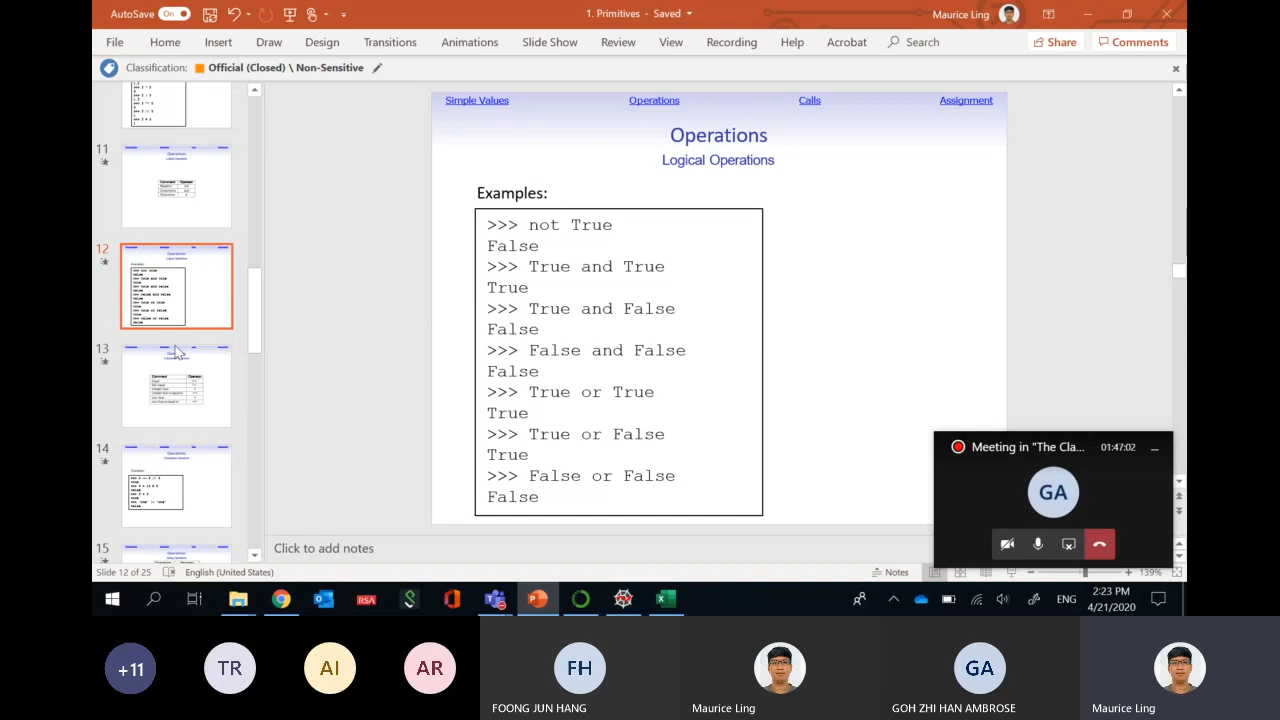 AutoSave On
1. Primitives - Saved
Maurice Ling
File Home Insert Draw Design Transitions Animations Slide Show Review View Recording Help Acrobat Search Share Comments
Classification: Official (Closed) \ Non-Sensitive
11
12
13
14
15
Simple Values Operations Calls Assignment
Operations
Logical Operations
Examples:
>>> not True
False
>>> True and True
True
>>> True and False
False
>>> False and False
False
>>> True or True
True
>>> True or False
True
>>> False or False
False
Meeting in "The Cla... 01:47:02
GA
Click to add notes
Slide 12 of 25 English (United States) Notes 139%
RSA
ENG
2:23 PM
4/21/2020
+11
TR
AI
AR
FH
FOONG JUN HANG
Maurice Ling
GA
GOH ZHI HAN AMBROSE
Maurice Ling